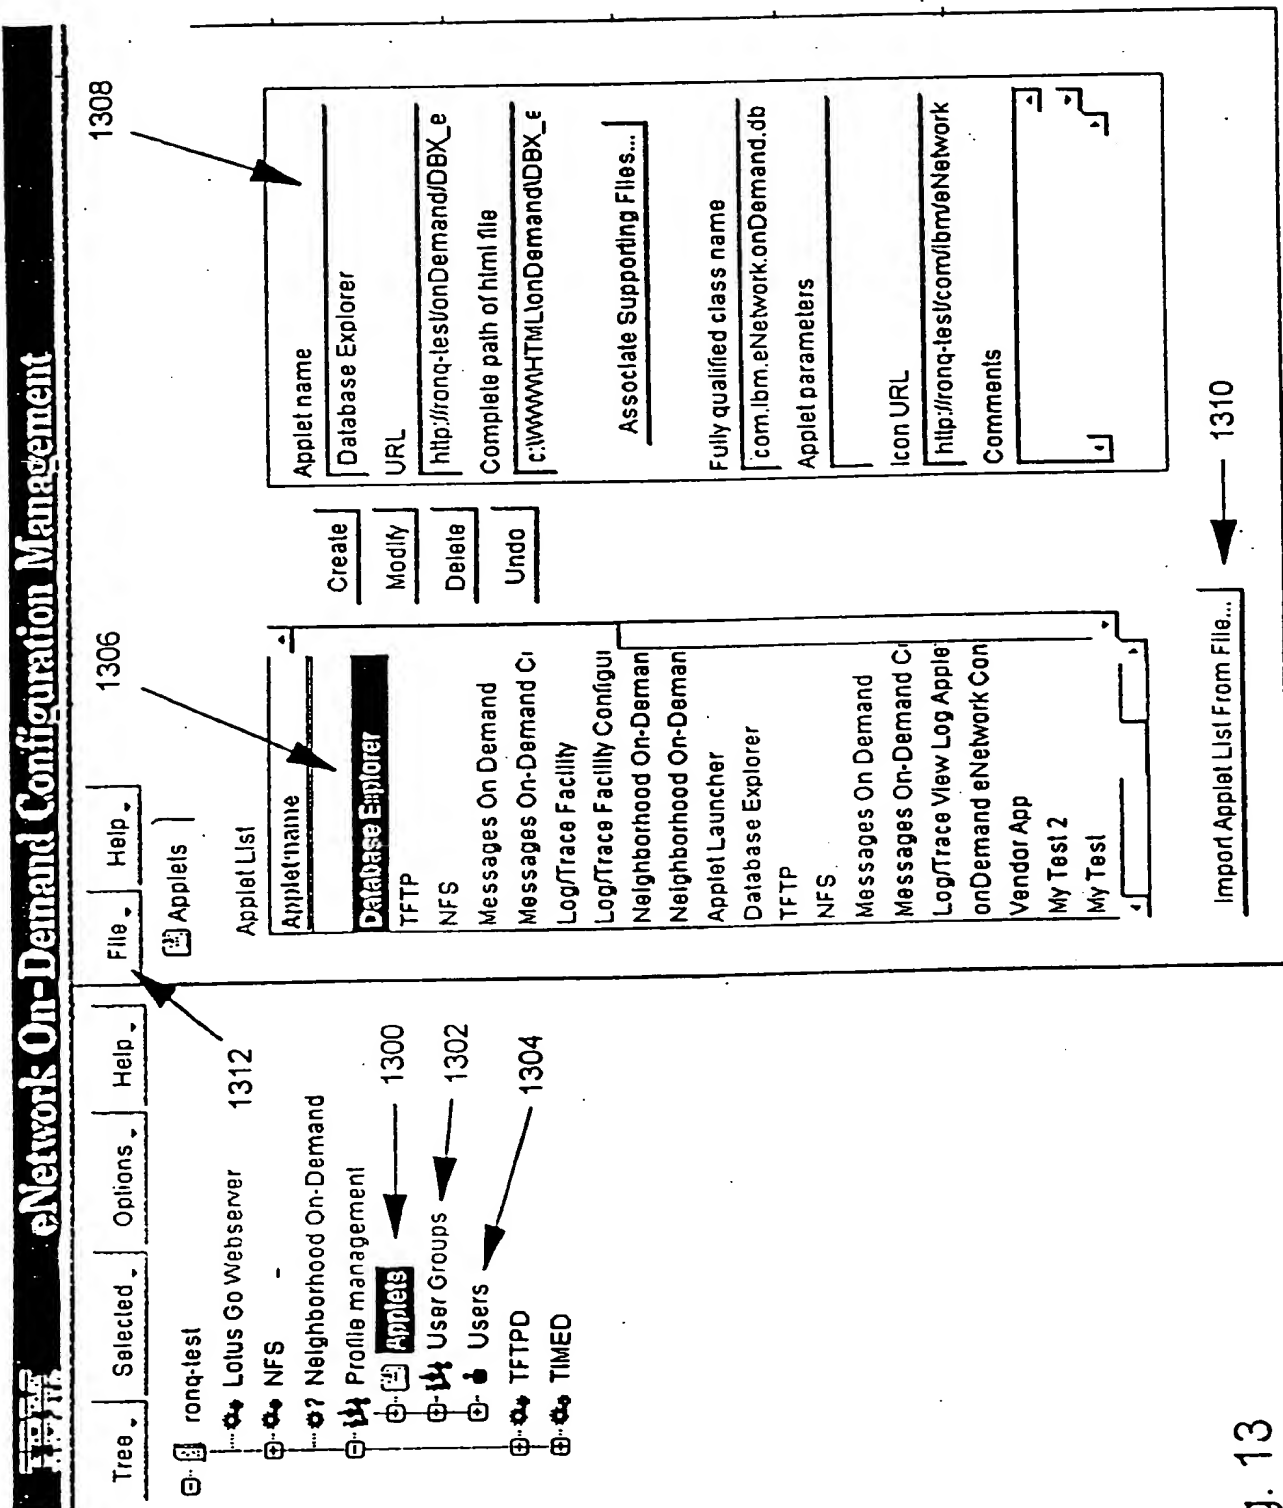 IBM eNetwork On-Demand Configuration Management
Tree Selected Options Help
ronq-test
Lotus Go Webserver
NFS
? Neighborhood On-Demand
Profile management
Applets
User Groups
Users
TFTPD
TIMED
1312
1300
1302
1304
File Help
Applets
Applet List
Applet name
Database Explorer
TFTP
NFS
Messages On Demand
Messages On-Demand C
Log/Trace Facility
Log/Trace Facility Configu
Neighborhood On-Deman
Neighborhood On-Deman
Applet Launcher
Database Explorer
TFTP
NFS
Messages On Demand
Messages On-Demand C
Log/Trace View Log Applet
onDemand eNetwork Con
Vendor App
My Test 2
My Test
Import Applet List From File...
1306
Create
Modify
Delete
Undo
1308
Applet name
Database Explorer
URL
http://ronq-test/onDemand/DBX_e
Complete path of html file
c:\WWW\HTML\onDemand\DBX_e
Associate Supporting Files...
Fully qualified class name
com.ibm.eNetwork.onDemand.db
Applet parameters
Icon URL
http://ronq-test/com/ibm/eNetwork
Comments
1310
g. 13